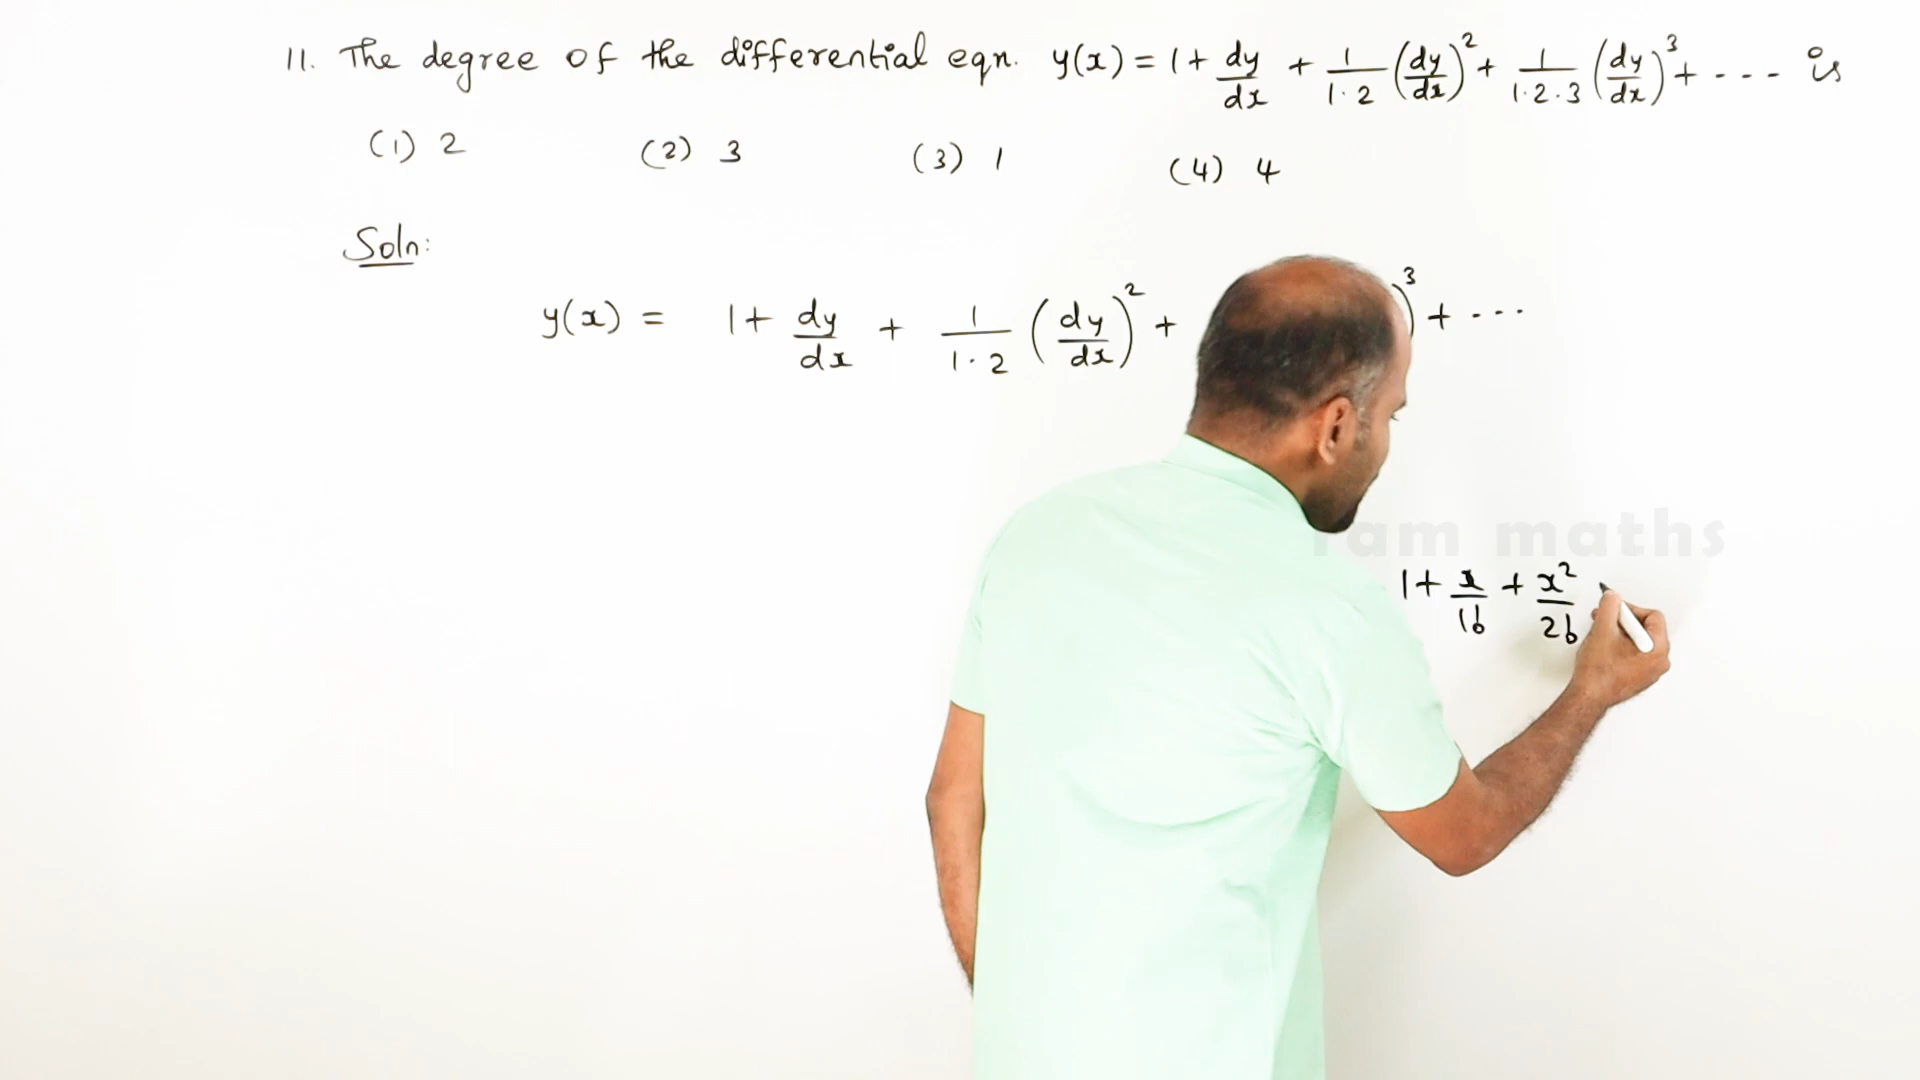 11. The degree of the differential eqn. y(x) = 1 + dy/dx + 1/1·2 (dy/dx)² + 1/1·2·3 (dy/dx)³ + ---- is
(1) 2 (2) 3 (3) 1 (4) 4
Soln:
y(x) = 1 + dy/dx + 1/1·2 (dy/dx)² + )³ + ---
ram maths
1 + x/1! + x²/2!